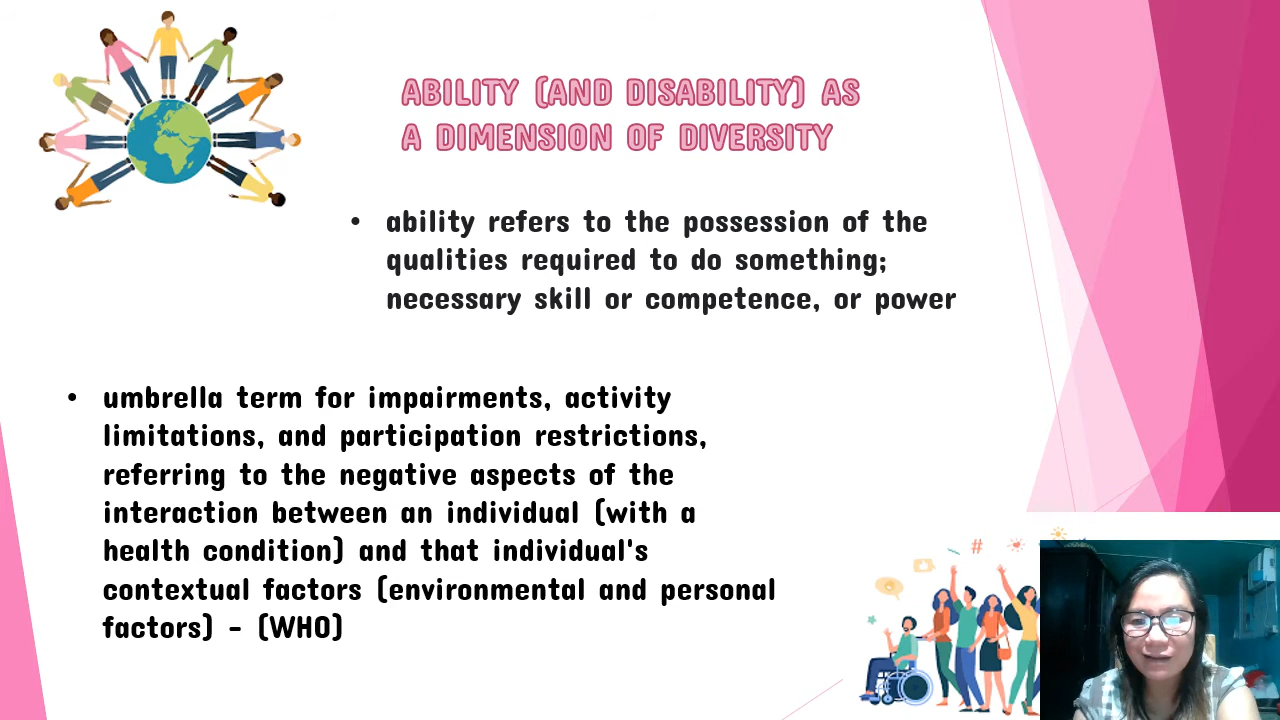 ABILITY (AND DISABILITY) AS
A DIMENSION OF DIVERSITY
• ability refers to the possession of the
qualities required to do something;
necessary skill or competence, or power
• umbrella term for impairments, activity
limitations, and participation restrictions,
referring to the negative aspects of the
interaction between an individual (with a
health condition) and that individual's
contextual factors (environmental and personal
factors) - (WHO)
#